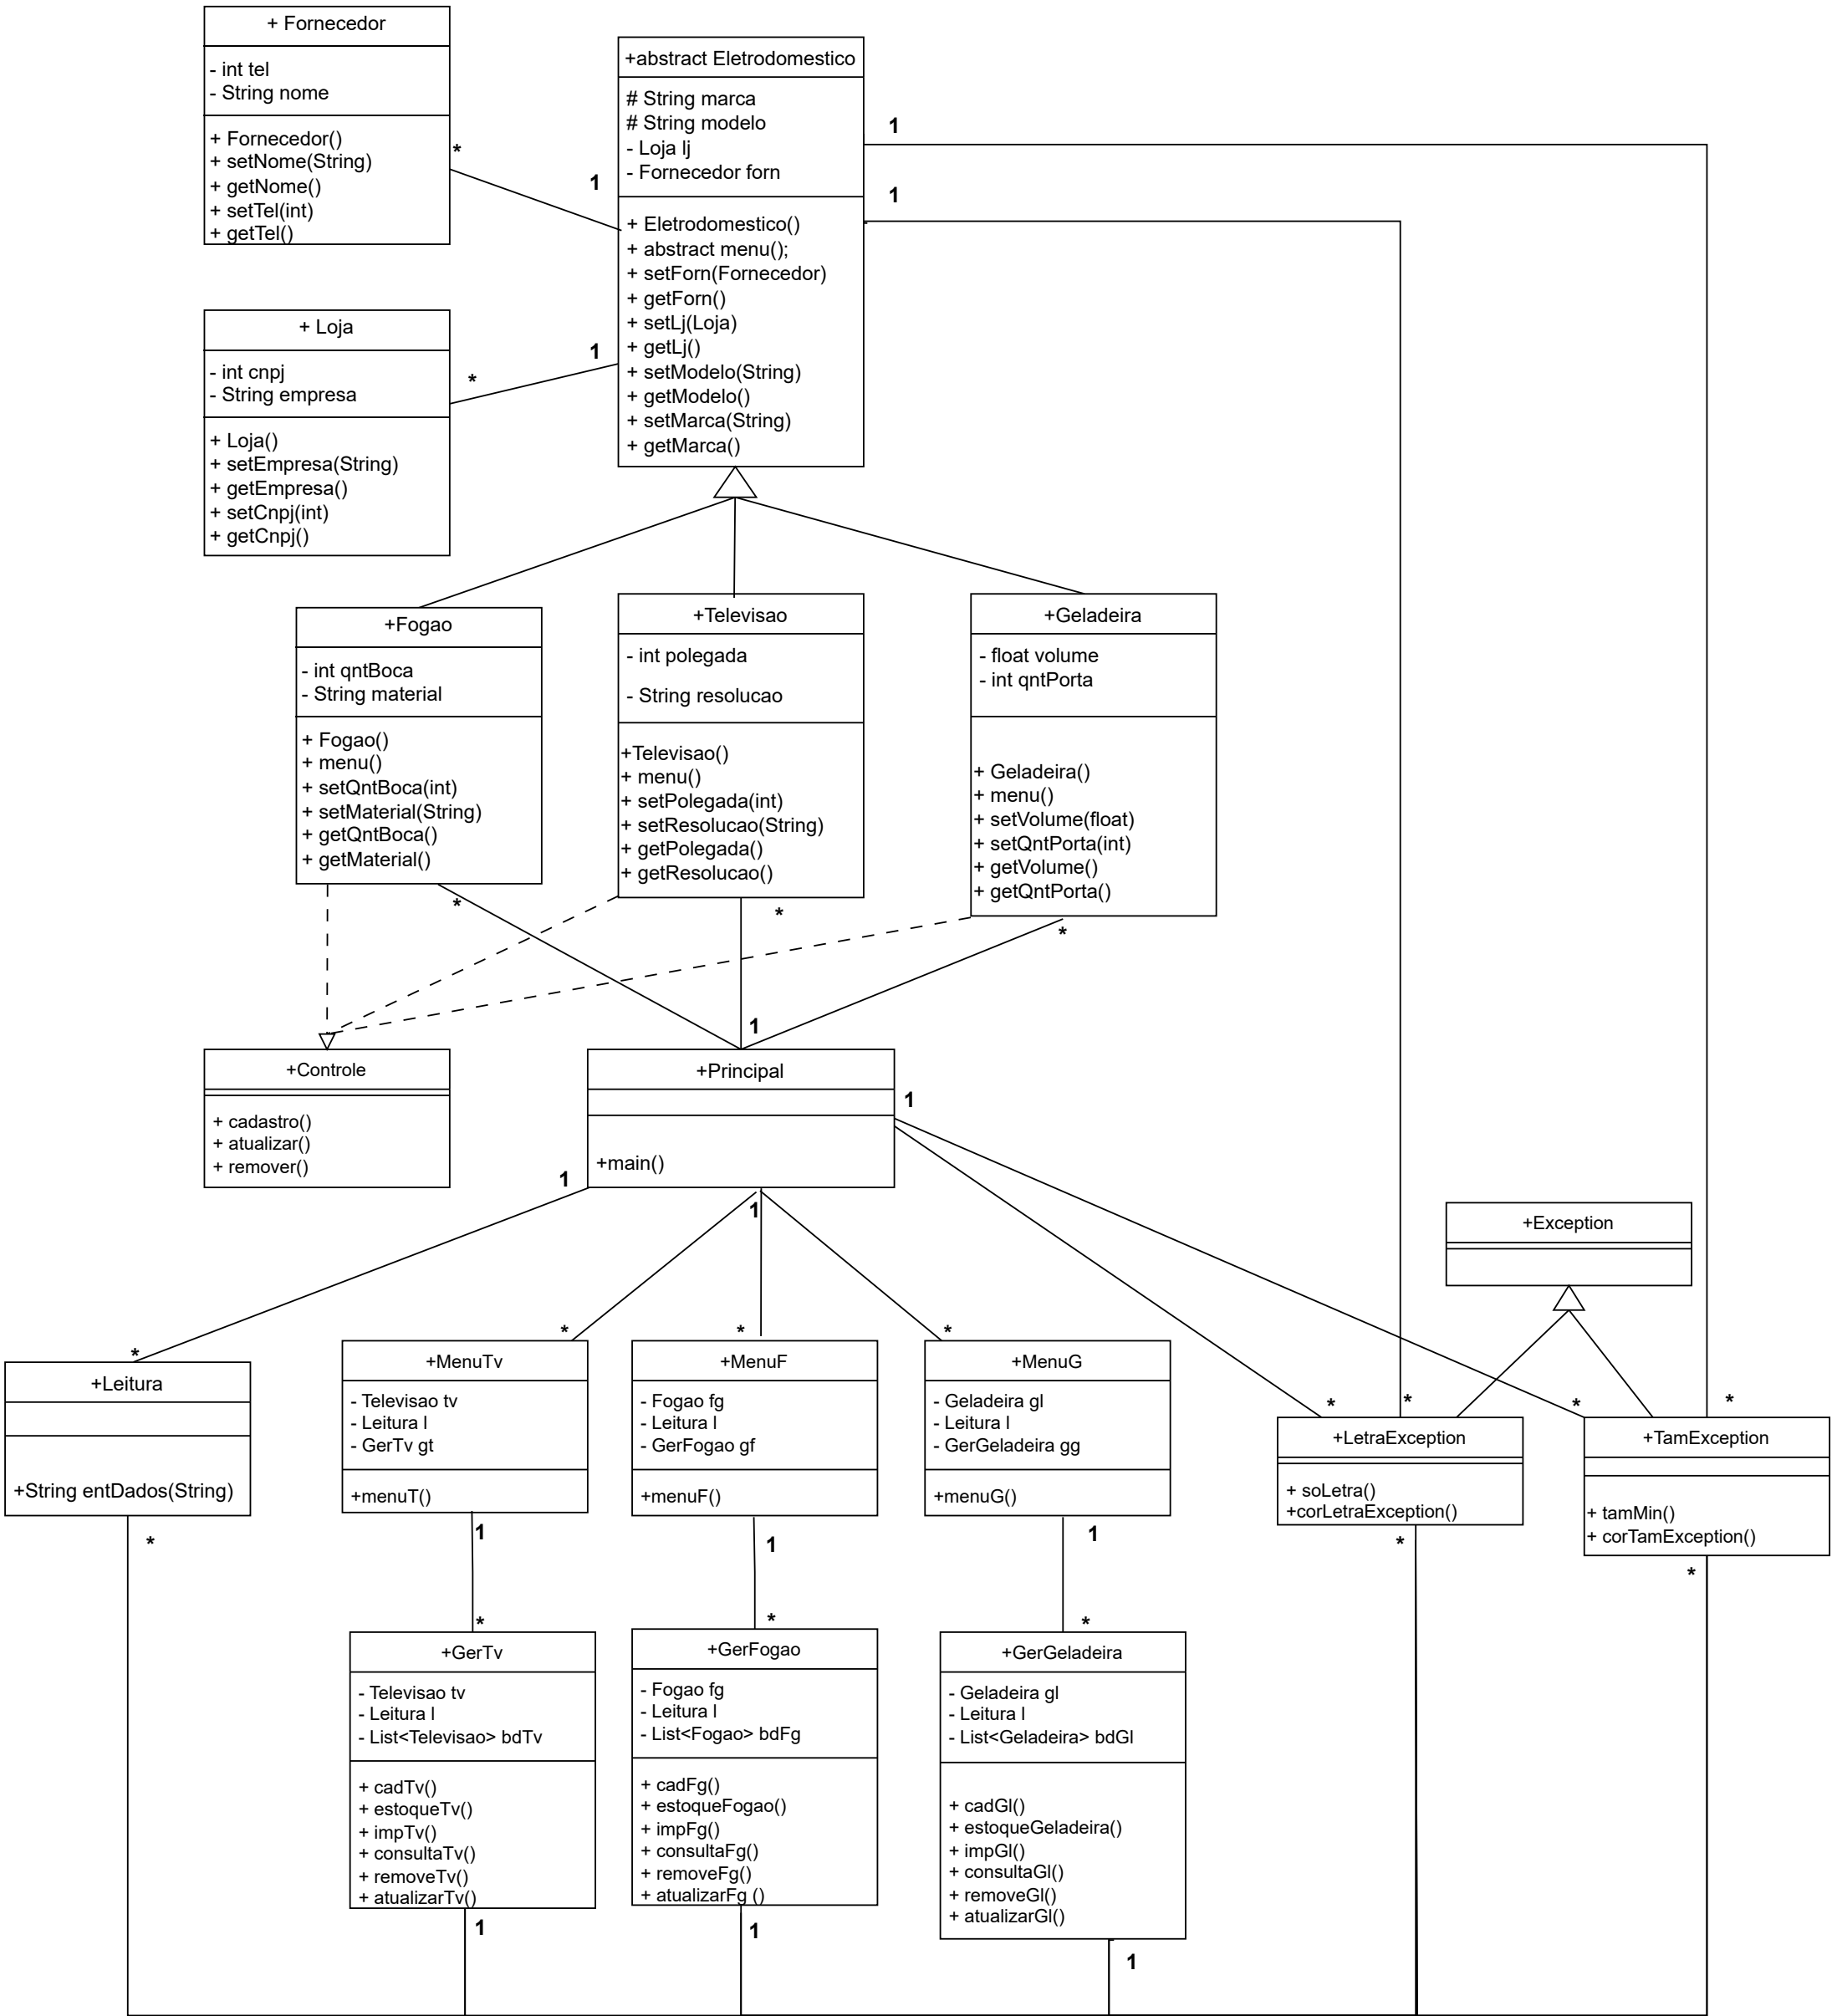 + Fornecedor
- int tel
- String nome
+ Fornecedor()
+ setNome(String)
+ getNome()
+ setTel(int)
+ getTel()
*
1
+abstract Eletrodomestico
# String marca
# String modelo
- Loja lj
- Fornecedor forn
+ Eletrodomestico()
+ abstract menu();
+ setForn(Fornecedor)
+ getForn()
+ setLj(Loja)
+ getLj()
+ setModelo(String)
+ getModelo()
+ setMarca(String)
+ getMarca()
1
1
+ Loja
- int cnpj
- String empresa
+ Loja()
+ setEmpresa(String)
+ getEmpresa()
+ setCnpj(int)
+ getCnpj()
*
1
+Fogao
- int qntBoca
- String material
+ Fogao()
+ menu()
+ setQntBoca(int)
+ setMaterial(String)
+ getQntBoca()
+ getMaterial()
*
+Televisao
- int polegada
- String resolucao
+Televisao()
+ menu()
+ setPolegada(int)
+ setResolucao(String)
+ getPolegada()
+ getResolucao()
*
+Geladeira
- float volume
- int qntPorta
+ Geladeira()
+ menu()
+ setVolume(float)
+ setQntPorta(int)
+ getVolume()
+ getQntPorta()
*
1
+Controle
+ cadastro()
+ atualizar()
+ remover()
+Principal
+main()
1
1
1
+Exception
*
+Leitura
+String entDados(String)
*
*
+MenuTv
- Televisao tv
- Leitura l
- GerTv gt
+menuT()
1
*
+MenuF
- Fogao fg
- Leitura l
- GerFogao gf
+menuF()
1
*
+MenuG
- Geladeira gl
- Leitura l
- GerGeladeira gg
+menuG()
1
*
*
+LetraException
+ soLetra()
+corLetraException()
*
*
*
+TamException
+ tamMin()
+ corTamException()
*
*
+GerTv
- Televisao tv
- Leitura l
- List<Televisao> bdTv
+ cadTv()
+ estoqueTv()
+ impTv()
+ consultaTv()
+ removeTv()
+ atualizarTv()
1
*
+GerFogao
- Fogao fg
- Leitura l
- List<Fogao> bdFg
+ cadFg()
+ estoqueFogao()
+ impFg()
+ consultaFg()
+ removeFg()
+ atualizarFg ()
1
*
+GerGeladeira
- Geladeira gl
- Leitura l
- List<Geladeira> bdGl
+ cadGl()
+ estoqueGeladeira()
+ impGl()
+ consultaGl()
+ removeGl()
+ atualizarGl()
1